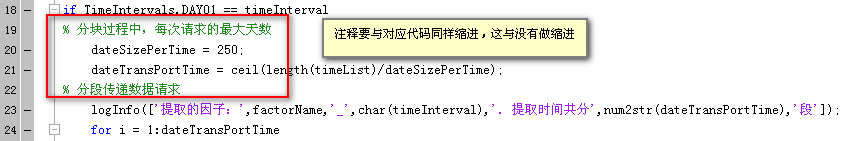 18 if TimeIntervals.DAY01 == timeInterval
19 % 分块过程中，每次请求的最大天数
20 dateSizePerTime = 250;
21 dateTransPortTime = ceil(length(timeList)/dateSizePerTime);
22 % 分段传递数据请求
23 logInfo(['提取的因子：',factorName,'_',char(timeInterval),'. 提取时间共分',num2str(dateTransPortTime),'段']);
24 for i = 1:dateTransPortTime
注释要与对应代码同样缩进，这与没有做缩进